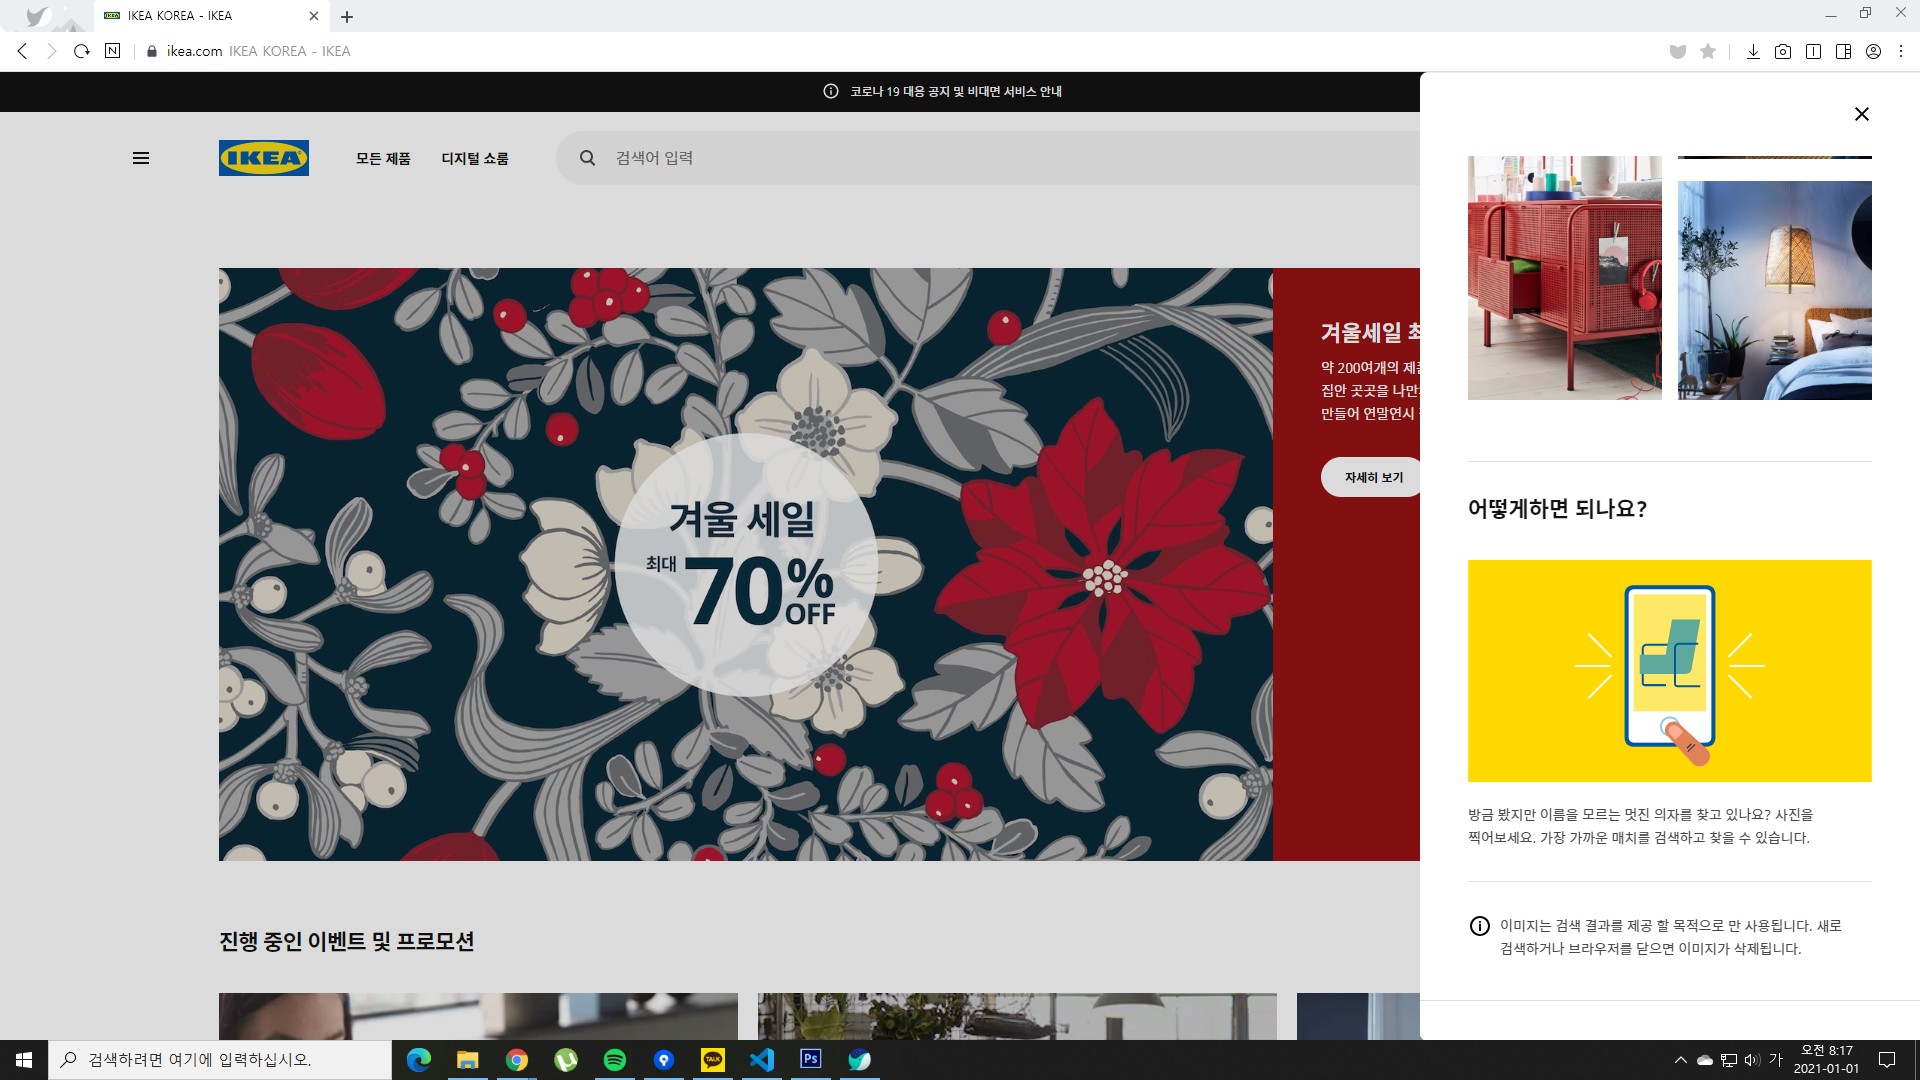 IKEA KOREA - IKEA
ikea.com IKEA KOREA - IKEA
코로나 19 대응 공지 및 비대면 서비스 안내
IKEA
모든 제품
디지털 쇼룸
검색어 입력
겨울 세일
최대 70% OFF
겨울세일 최
약 200여개의 제품
집안 곳곳을 나만
만들어 연말연시
자세히 보기
진행 중인 이벤트 및 프로모션
어떻게하면 되나요?
방금 봤지만 이름을 모르는 멋진 의자를 찾고 있나요? 사진을
찍어보세요. 가장 가까운 매치를 검색하고 찾을 수 있습니다.
이미지는 검색 결과를 제공 할 목적으로 만 사용됩니다. 새로
검색하거나 브라우저를 닫으면 이미지가 삭제됩니다.
검색하려면 여기에 입력하십시오.
TALK
Ps
가
오전 8:17
2021-01-01